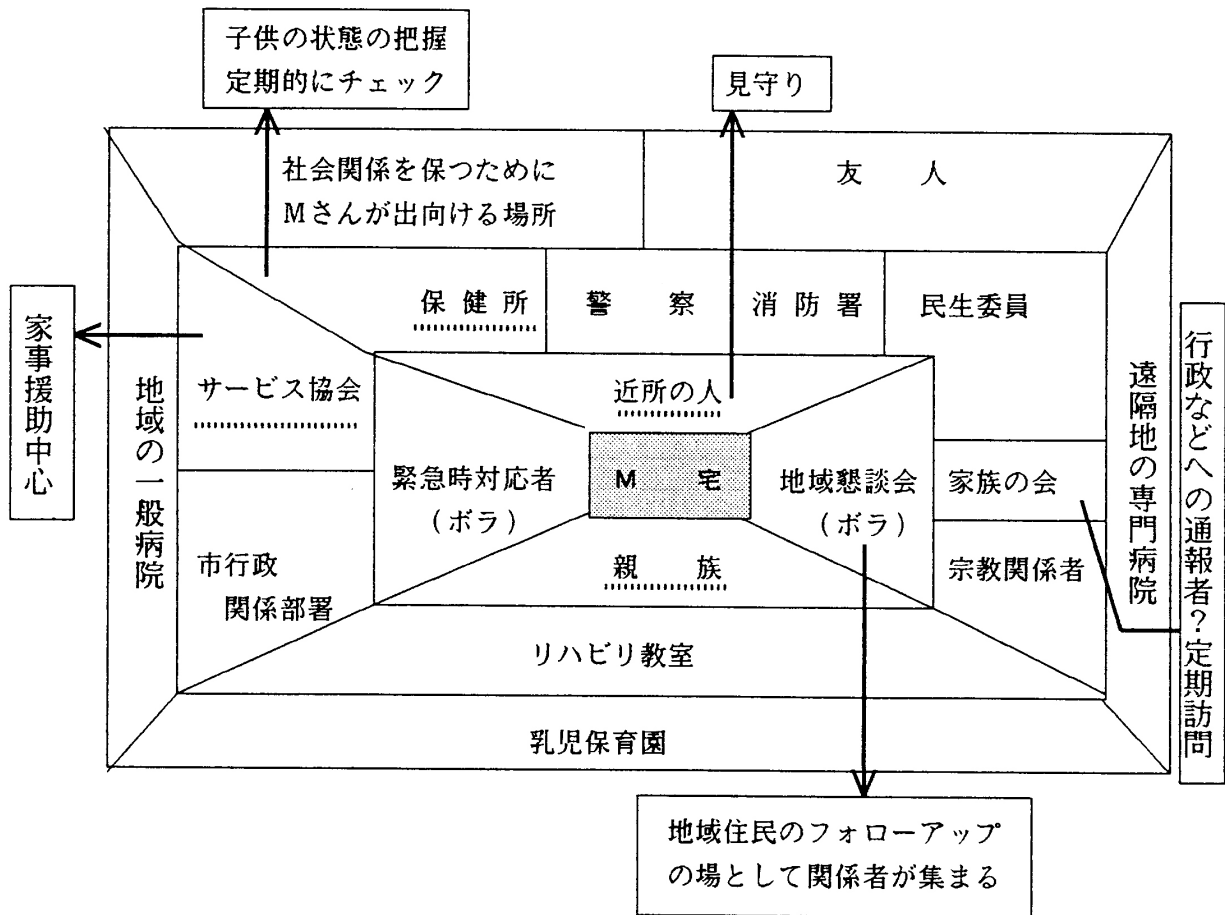 子供の状態の把握
定期的にチェック
見守り
社会関係を保つために
Mさんが出向ける場所
友 人
保健所
警 察
消防署
民生委員
家事援助中心
地域の一般病院
サービス協会
近所の人
遠隔地の専門病院
行政などへの通報者?定期訪問
緊急時対応者
(ボラ)
M 宅
地域懇談会
(ボラ)
家族の会
市行政
関係部署
親 族
宗教関係者
リハビリ教室
乳児保育園
地域住民のフォローアップ
の場として関係者が集まる